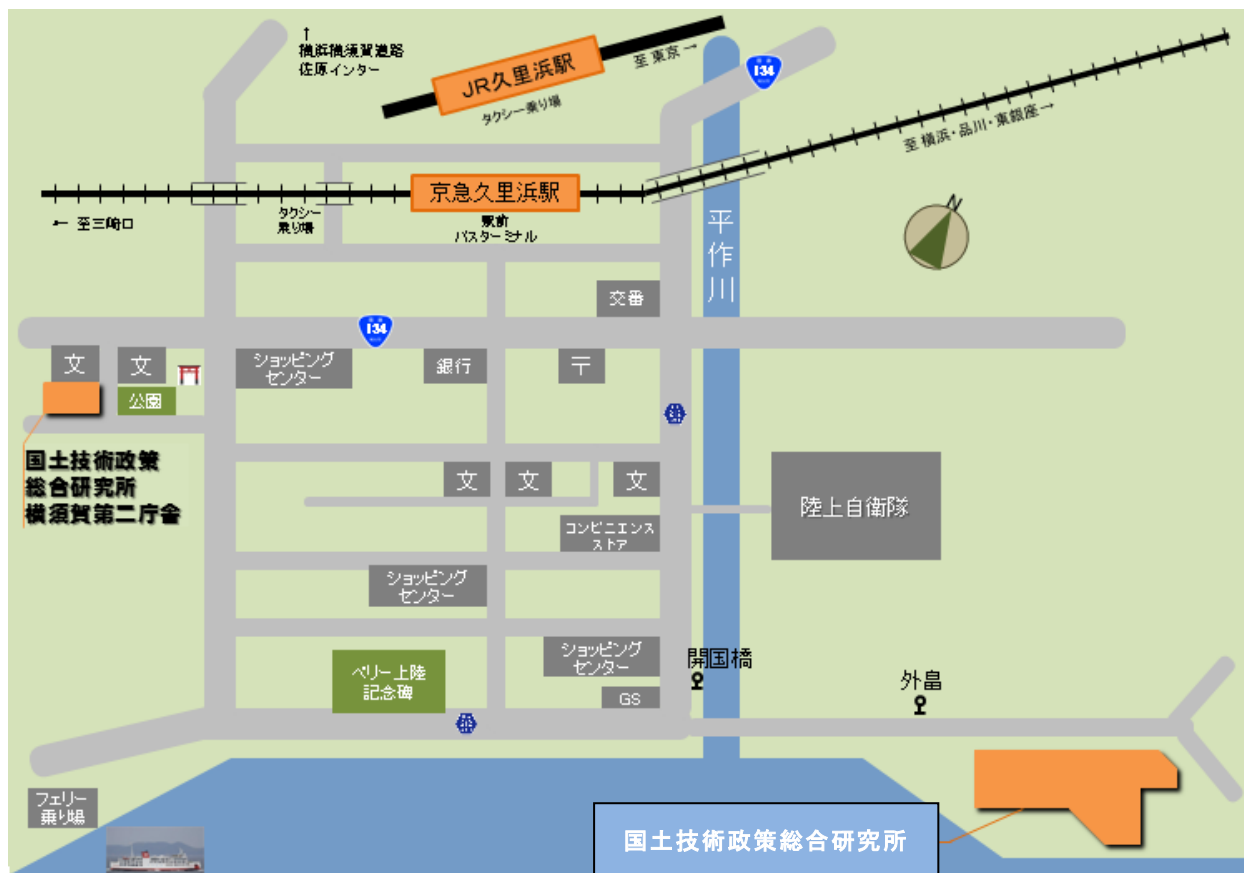 ↑
横浜横須賀道路
佐原インター
JR久里浜駅
タクシー乗り場
至 東京 →
134
至 横浜・品川・東銀座 →
京急久里浜駅
← 至三崎口
タクシー
乗り場
駅前
バスターミナル
平作川
N
交番
134
文
文
公園
ショッピング
センター
銀行
〒
国土技術政策
総合研究所
横須賀第二庁舎
文
文
文
陸上自衛隊
コンビニエンス
ストア
ショッピング
センター
ショッピング
センター
ペリー上陸
記念碑
GS
開国橋
外畠
フェリー
乗り場
国土技術政策総合研究所